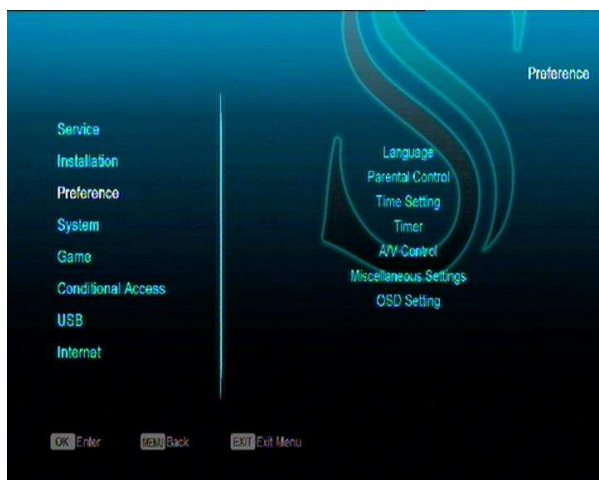 Preference
Service
Installation
Preference
System
Game
Conditional Access
USB
Internet
Language
Parental Control
Time Setting
Timer
A/V Control
Miscellaneous Settings
OSD Setting
OK Enter
MENU Back
EXIT Exit Menu